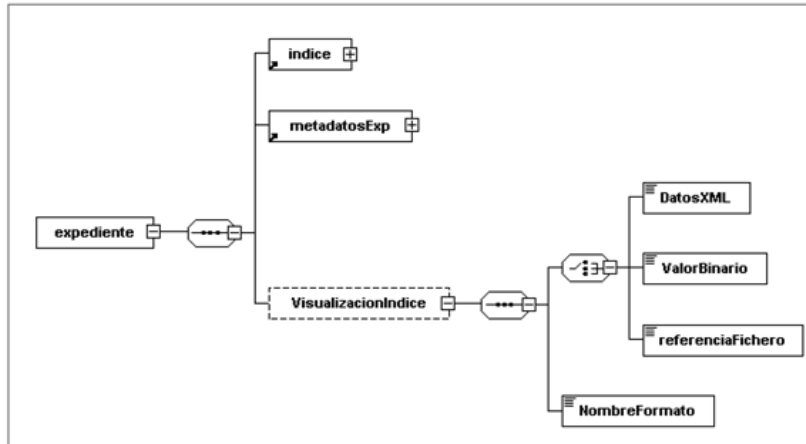 indice
metadatosExp
DatosXML
expediente
ValorBinario
VisualizacionIndice
referenciaFichero
NombreFormato